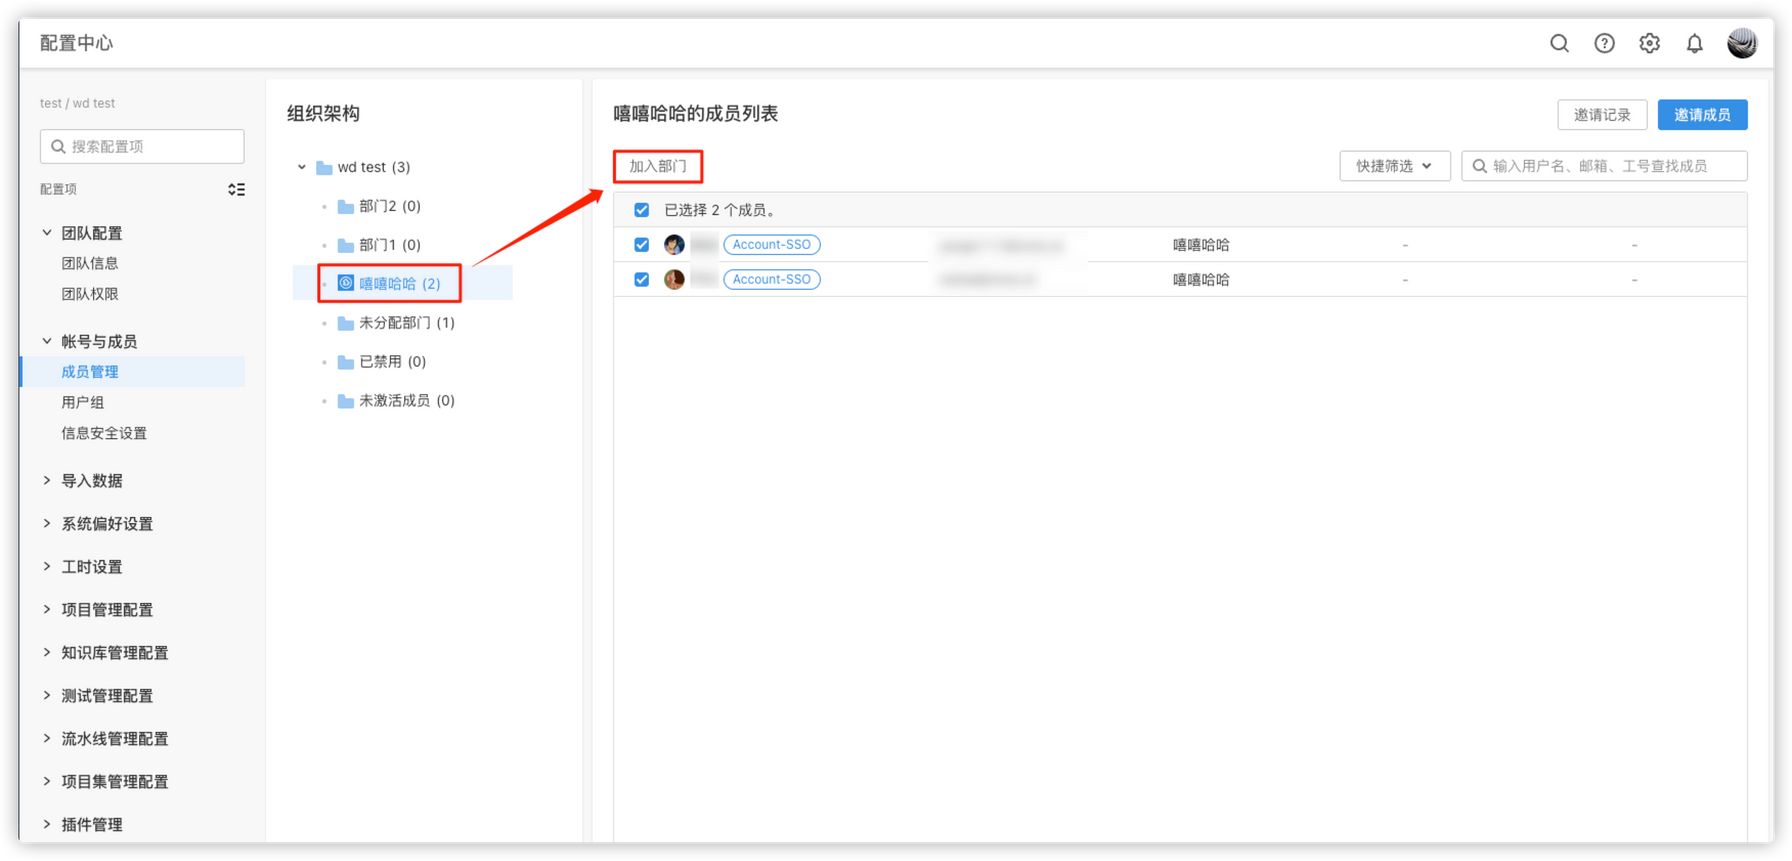 配置中心
test / wd test
搜索配置项
配置项
团队配置
团队信息
团队权限
帐号与成员
成员管理
用户组
信息安全设置
导入数据
系统偏好设置
工时设置
项目管理配置
知识库管理配置
测试管理配置
流水线管理配置
项目集管理配置
插件管理
组织架构
wd test (3)
部门2 (0)
部门1 (0)
嘻嘻哈哈 (2)
未分配部门 (1)
已禁用 (0)
未激活成员 (0)
嘻嘻哈哈的成员列表
邀请记录
邀请成员
加入部门
快捷筛选
输入用户名、邮箱、工号查找成员
已选择 2 个成员。
Account-SSO 嘻嘻哈哈 - -
Account-SSO 嘻嘻哈哈 - -